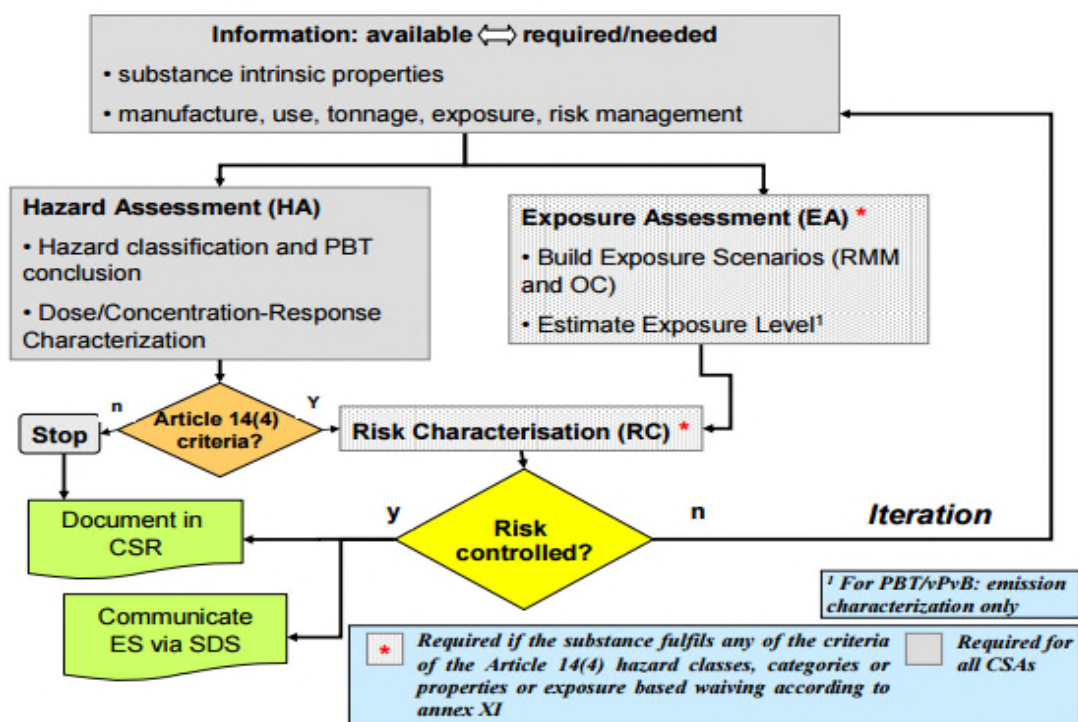 Information: available ⇔ required/needed
• substance intrinsic properties
• manufacture, use, tonnage, exposure, risk management
Hazard Assessment (HA)
• Hazard classification and PBT
conclusion
• Dose/Concentration-Response
Characterization
Exposure Assessment (EA) *
• Build Exposure Scenarios (RMM
and OC)
• Estimate Exposure Level¹
n
Article 14(4)
criteria?
Y
Stop
Risk Characterisation (RC) *
Document in
CSR
y
Risk
controlled?
n
Iteration
Communicate
ES via SDS
¹ For PBT/vPvB: emission
characterization only
* Required if the substance fulfils any of the criteria
of the Article 14(4) hazard classes, categories or
properties or exposure based waiving according to
annex XI
Required for
all CSAs